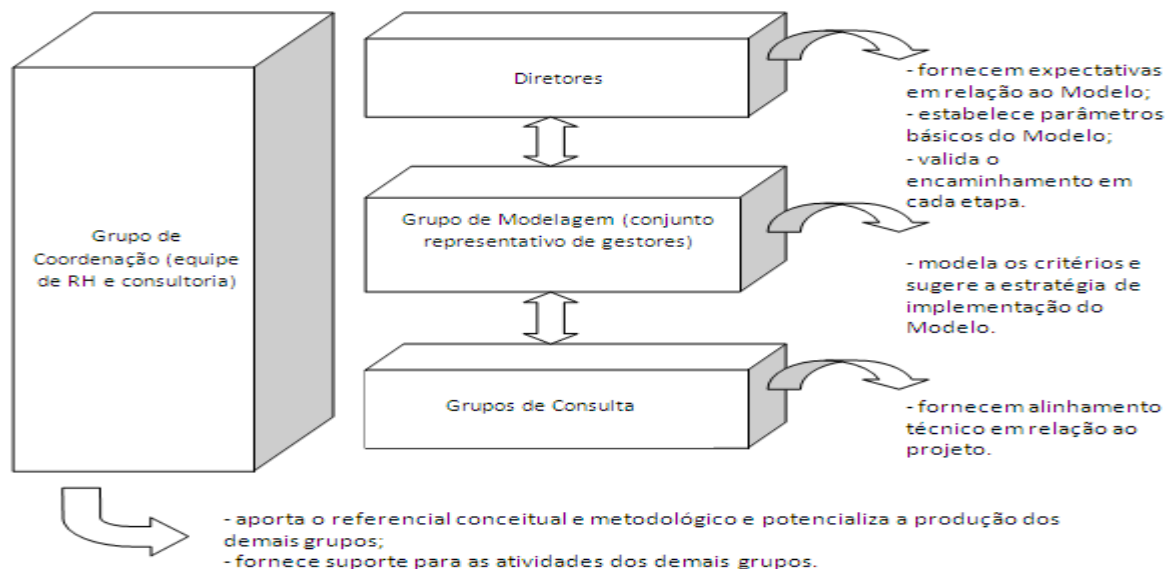 Grupo de
Coordenação (equipe
de RH e consultoria)
Diretores
- fornecem expectativas
em relação ao Modelo;
- estabelece parâmetros
básicos do Modelo;
- valida o
encaminhamento em
cada etapa.
Grupo de Modelagem (conjunto
representativo de gestores)
- modela os critérios e
sugere a estratégia de
implementação do
Modelo.
Grupos de Consulta
- fornecem alinhamento
técnico em relação ao
projeto.
- aporta o referencial conceitual e metodológico e potencializa a produção dos
demais grupos;
- fornece suporte para as atividades dos demais grupos.